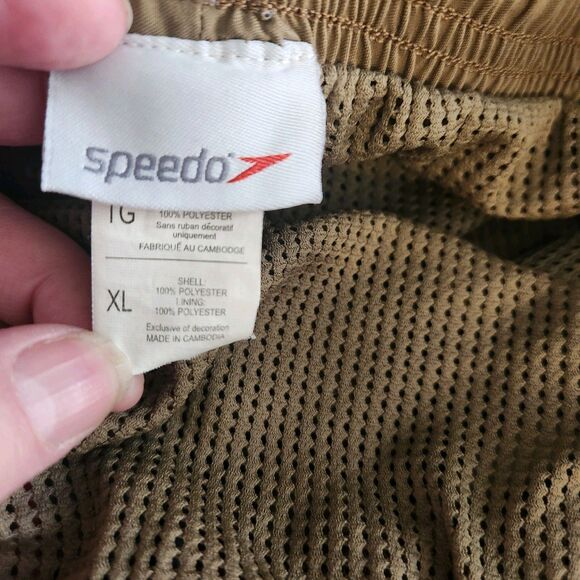 speedo
TG
100% POLYESTER
Sans ruban décoratif
uniquement
FABRIQUÉ AU CAMBODGE
XL
SHELL:
100% POLYESTER
LINING:
100% POLYESTER
Exclusive of decoration
MADE IN CAMBODIA